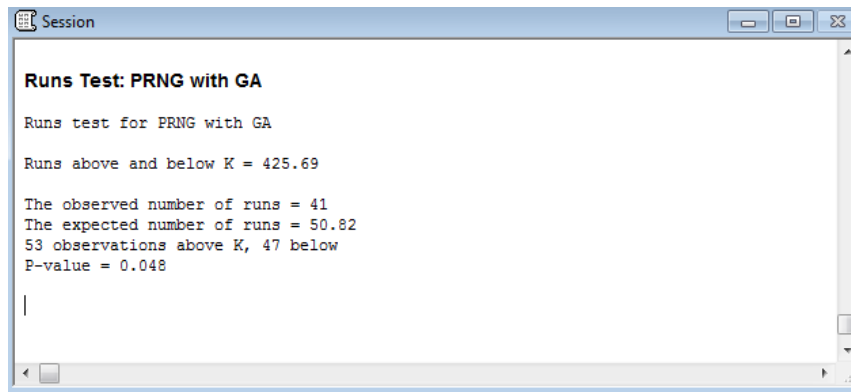 Session
Runs Test: PRNG with GA
Runs test for PRNG with GA
Runs above and below K = 425.69
The observed number of runs = 41
The expected number of runs = 50.82
53 observations above K, 47 below
P-value = 0.048